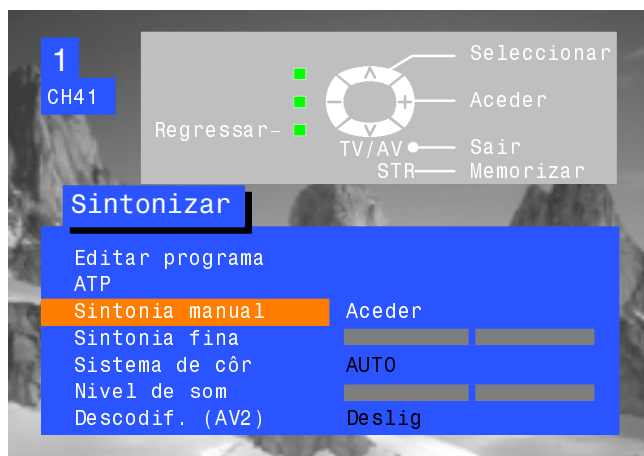 1
CH41
Seleccionar
Aceder
Regressar
TV/AV Sair
STR Memorizar
Sintonizar
Editar programa
ATP
Sintonia manual Aceder
Sintonia fina
Sistema de côr AUTO
Nivel de som
Descodif. (AV2) Deslig